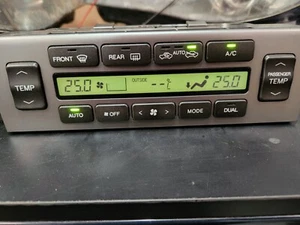 FRONT REAR AUTO A/C
TEMP
25.0 OUTSIDE --°C 25.0
PASSENGER
TEMP
AUTO OFF < > MODE DUAL